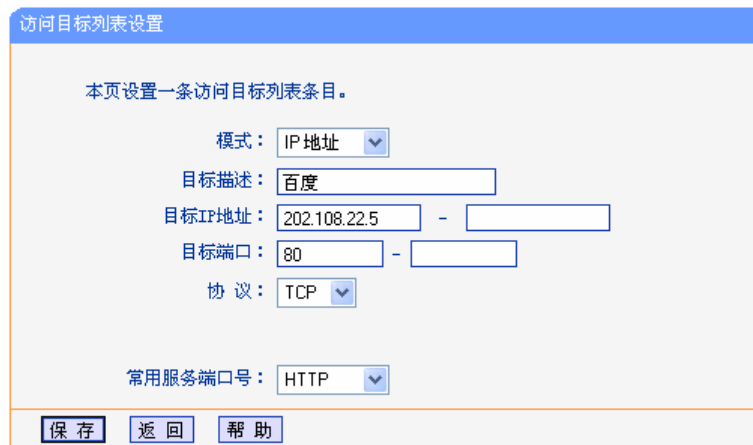 访问目标列表设置
本页设置一条访问目标列表条目。
模式： IP地址
目标描述： 百度
目标IP地址： 202.108.22.5 -
目标端口： 80 -
协 议： TCP
常用服务端口号： HTTP
保 存 返 回 帮 助